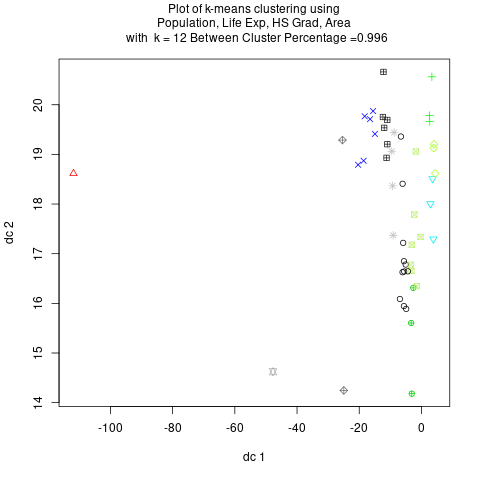 Plot of k-means clustering using
Population, Life Exp, HS Grad, Area
with  k = 12 Between Cluster Percentage =0.996
dc 2
20
19
18
17
16
15
14
-100
-80
-60
-40
-20
0
dc 1